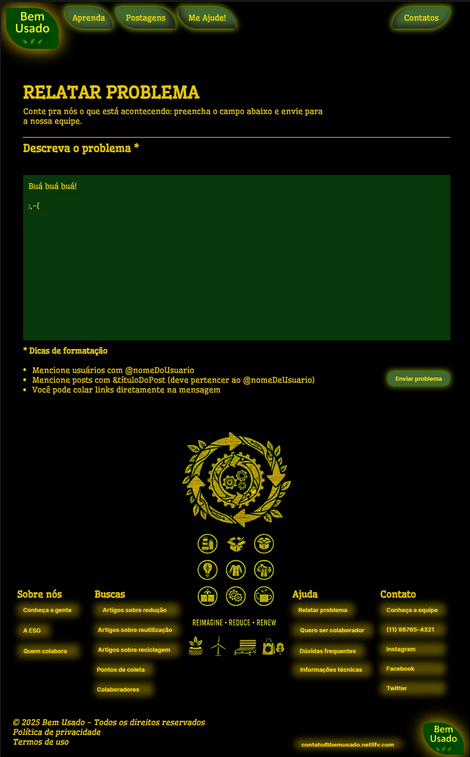 Bem
Usado
Aprenda
Postagens
Me Ajude!
Contatos
RELATAR PROBLEMA
Conte pra nós o que está acontecendo; preencha o campo abaixo e envie para
a nossa equipe.
Descreva o problema *
Buá buá buá!
:,-(
* Dicas de formatação
• Mencione usuários com @nomeDoUsuario
• Mencione posts com &títuloDoPost (deve pertencer ao @nomeDeUsuario)
• Você pode colar links diretamente na mensagem
Enviar problema
REIMAGINE • REDUCE • RENEW
Sobre nós
Conheça a gente
A ESG
Quem colabora
Buscas
Artigos sobre redução
Artigos sobre reutilização
Artigos sobre reciclagem
Pontos de coleta
Colaboradores
Ajuda
Relatar problema
Quero ser colaborador
Dúvidas frequentes
Informações técnicas
Contato
Conheça a equipe
(11) 98765-4321
Instagram
Facebook
Twitter
© 2025 Bem Usado - Todos os direitos reservados
Política de privacidade
Termos de uso
contato@bemusado.netlify.com
Bem
Usado